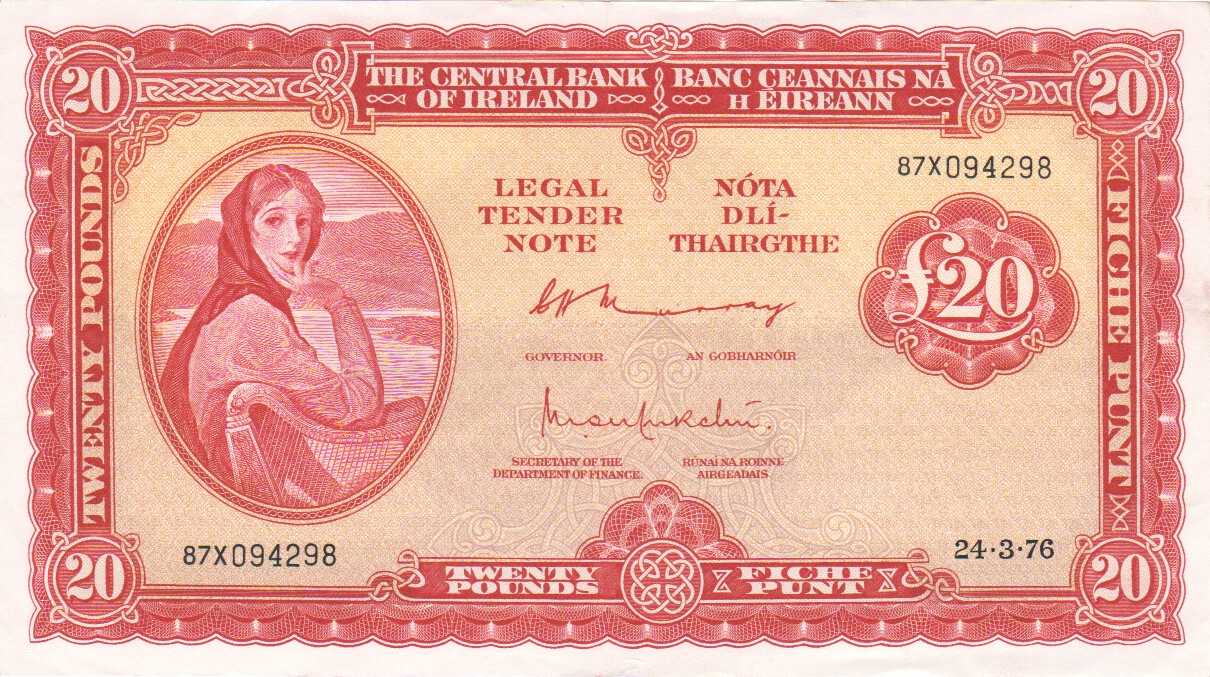 20
20
THE CENTRAL BANK
OF IRELAND
BANC CEANNAIS NA
H ÉIREANN
TWENTY POUNDS
FICHE PUNT
87X094298
LEGAL
TENDER
NOTE
NÓTA
DLÍ-
THAIRGTHE
£20
C H Murray
GOVERNOR
AN GOBHARNÓIR
SECRETARY OF THE
DEPARTMENT OF FINANCE.
RÚNAÍ NA ROINNE
AIRGEADAIS
87X094298
24·3·76
20
TWENTY
POUNDS
FICHE
PUNT
20